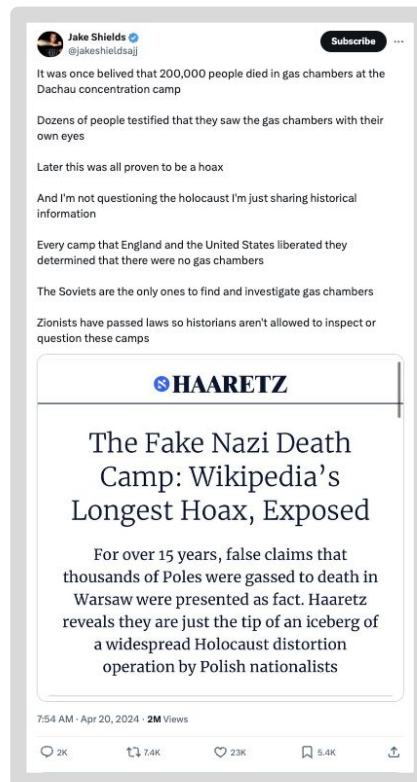 Jake Shields
@jakeshieldsajj
Subscribe
It was once belived that 200,000 people died in gas chambers at the
Dachau concentration camp
Dozens of people testified that they saw the gas chambers with their
own eyes
Later this was all proven to be a hoax
And I'm not questioning the holocaust I'm just sharing historical
information
Every camp that England and the United States liberated they
determined that there were no gas chambers
The Soviets are the only ones to find and investigate gas chambers
Zionists have passed laws so historians aren't allowed to inspect or
question these camps
HAARETZ
The Fake Nazi Death
Camp: Wikipedia's
Longest Hoax, Exposed
For over 15 years, false claims that
thousands of Poles were gassed to death in
Warsaw were presented as fact. Haaretz
reveals they are just the tip of an iceberg of
a widespread Holocaust distortion
operation by Polish nationalists
7:54 AM · Apr 20, 2024 · 2M Views
2K 7.4K 23K 5.4K